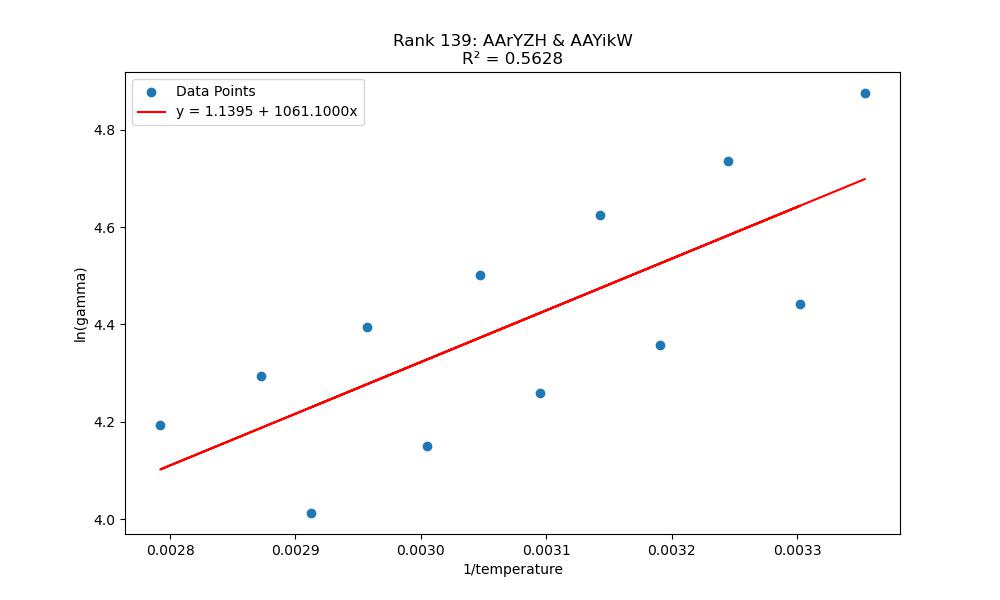 Rank 139: AArYZH & AAYikW
R² = 0.5628
Data Points
y = 1.1395 + 1061.1000x
ln(gamma)
4.8
4.6
4.4
4.2
4.0
0.0028 0.0029 0.0030 0.0031 0.0032 0.0033
1/temperature